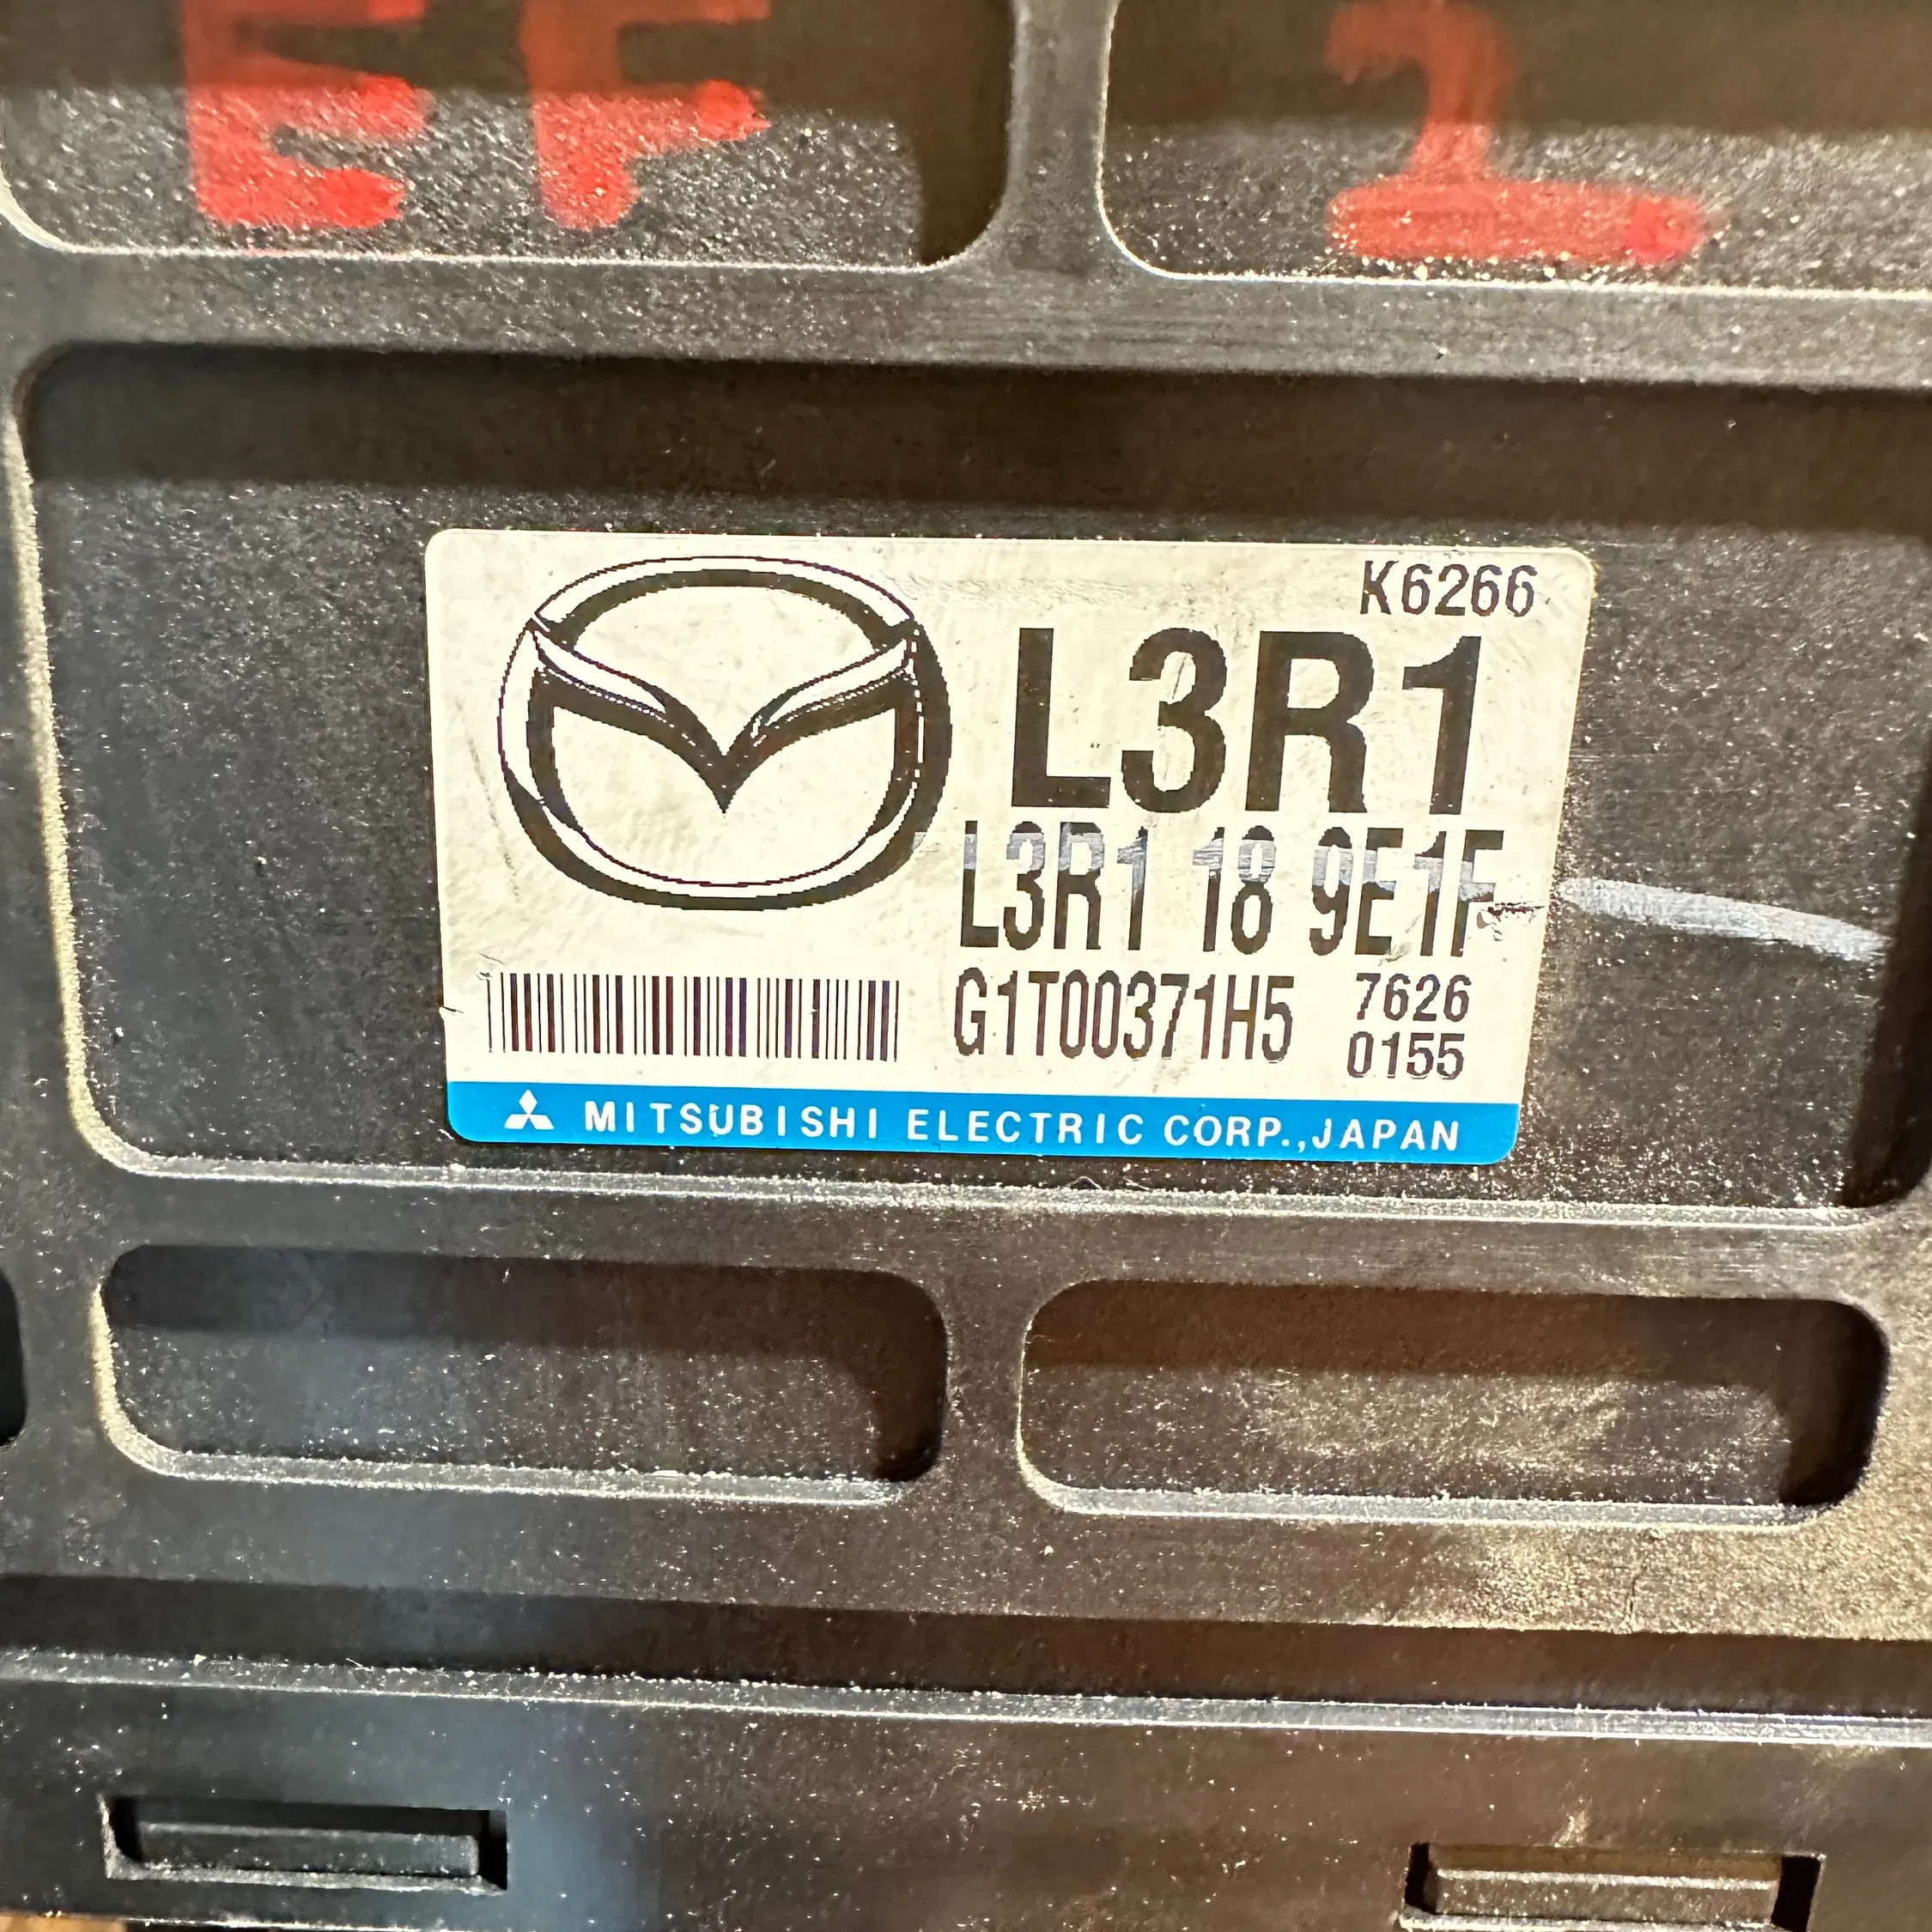 EF 2
K6266
L3R1
L3R1 18 9E1F
G1T00371H5 7626
0155
MITSUBISHI ELECTRIC CORP.,JAPAN